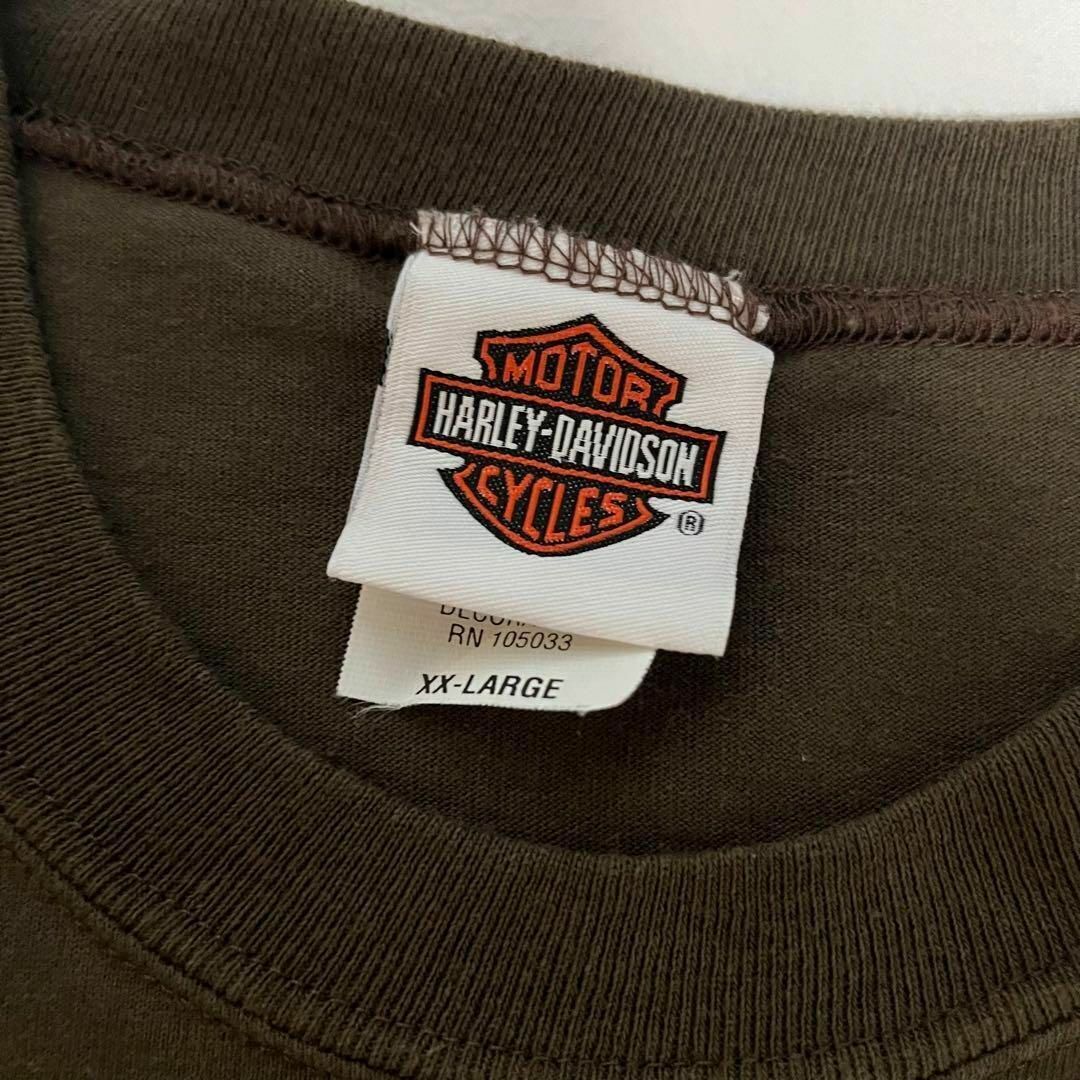 MOTOR
HARLEY-DAVIDSON
CYCLES
®
RN 105033
XX-LARGE